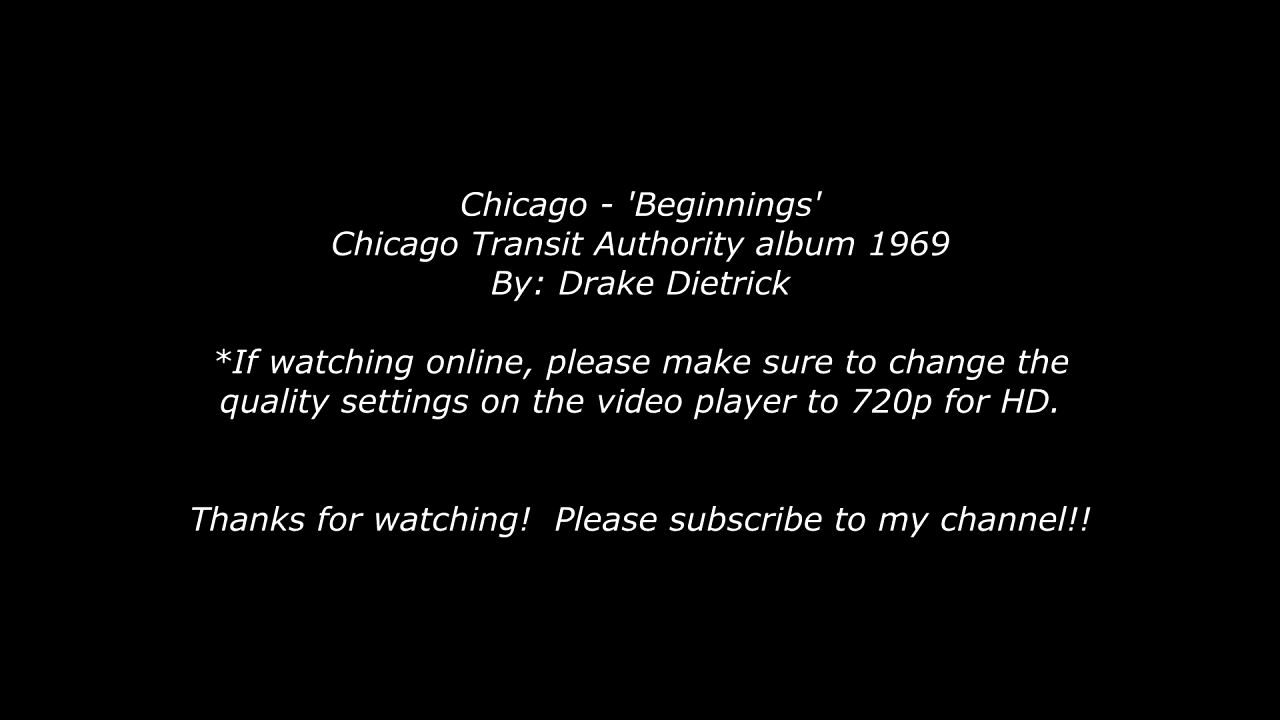 Chicago - 'Beginnings'
Chicago Transit Authority album 1969
By: Drake Dietrick
*If watching online, please make sure to change the
quality settings on the video player to 720p for HD.
Thanks for watching!  Please subscribe to my channel!!